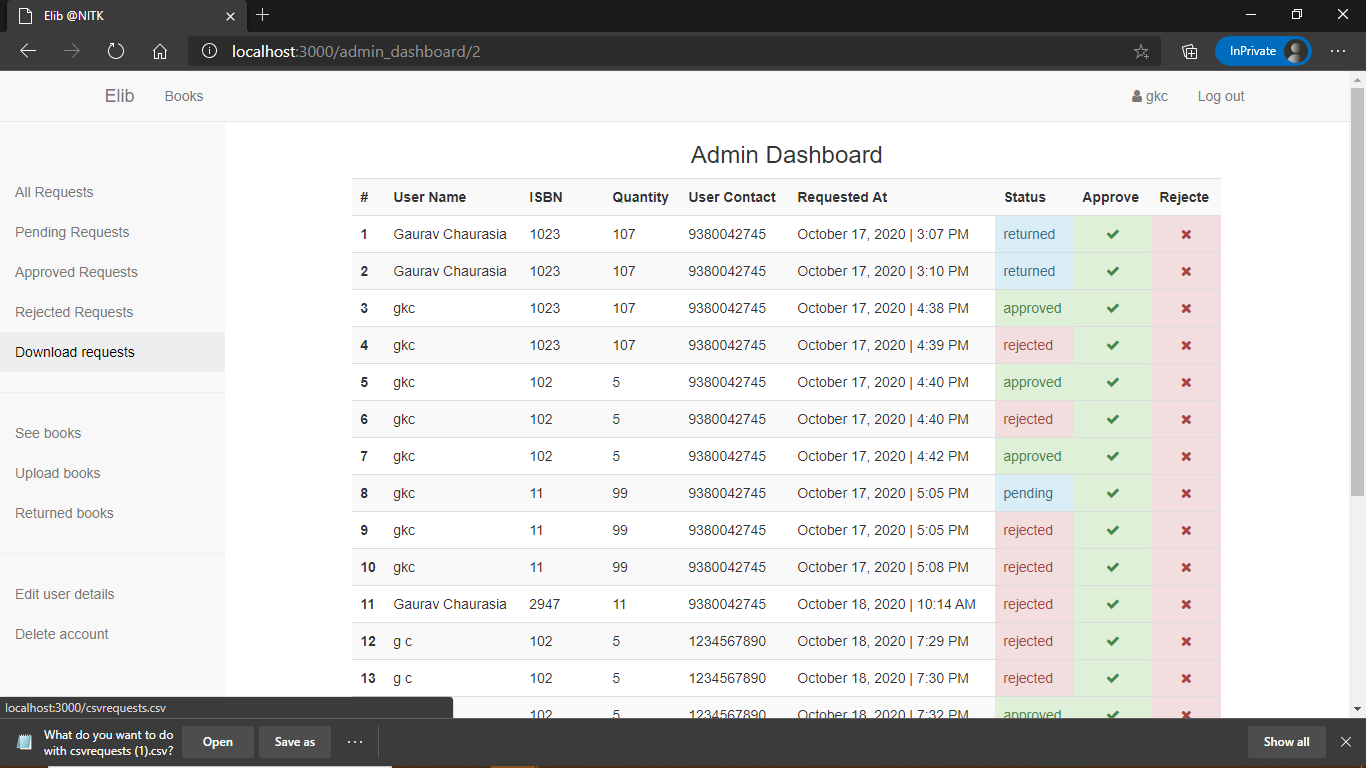 Elib @NITK
localhost:3000/admin_dashboard/2
InPrivate
Elib
Books
gkc
Log out
All Requests
Pending Requests
Approved Requests
Rejected Requests
Download requests
See books
Upload books
Returned books
Edit user details
Delete account
Admin Dashboard
# User Name ISBN Quantity User Contact Requested At Status Approve Rejecte
1 Gaurav Chaurasia 1023 107 9380042745 October 17, 2020 | 3:07 PM returned
2 Gaurav Chaurasia 1023 107 9380042745 October 17, 2020 | 3:10 PM returned
3 gkc 1023 107 9380042745 October 17, 2020 | 4:38 PM approved
4 gkc 1023 107 9380042745 October 17, 2020 | 4:39 PM rejected
5 gkc 102 5 9380042745 October 17, 2020 | 4:40 PM approved
6 gkc 102 5 9380042745 October 17, 2020 | 4:40 PM rejected
7 gkc 102 5 9380042745 October 17, 2020 | 4:42 PM approved
8 gkc 11 99 9380042745 October 17, 2020 | 5:05 PM pending
9 gkc 11 99 9380042745 October 17, 2020 | 5:05 PM rejected
10 gkc 11 99 9380042745 October 17, 2020 | 5:08 PM rejected
11 Gaurav Chaurasia 2947 11 9380042745 October 18, 2020 | 10:14 AM rejected
12 g c 102 5 1234567890 October 18, 2020 | 7:29 PM rejected
13 g c 102 5 1234567890 October 18, 2020 | 7:30 PM rejected
102 5 1234567890 October 18, 2020 | 7:32 PM approved
localhost:3000/csvrequests.csv
What do you want to do
with csvrequests (1).csv?
Open
Save as
Show all